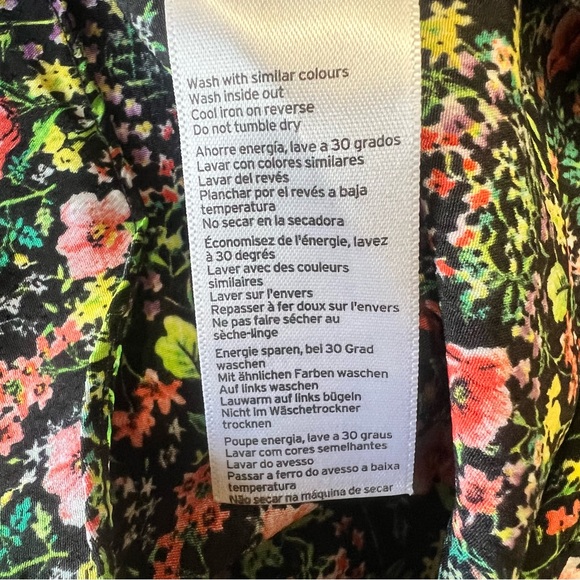 Wash with similar colours
Wash inside out
Cool iron on reverse
Do not tumble dry
Ahorre energía, lave a 30 grados
Lavar con colores similares
Lavar del revés
Planchar por el revés a baja
temperatura
No secar en la secadora
Économisez de l'énergie, lavez
à 30 degrés
Laver avec des couleurs
similaires
Laver sur l'envers
Repasser à fer doux sur l'envers
Ne pas faire sécher au
sèche-linge
Energie sparen, bei 30 Grad
waschen
Mit ähnlichen Farben waschen
Auf links waschen
Lauwarm auf links bügeln
Nicht im Wäschetrockner
trocknen
Poupe energia, lave a 30 graus
Lavar com cores semelhantes
Lavar do avesso
Passar a ferro do avesso a baixa
temperatura
Não secar na máquina de secar